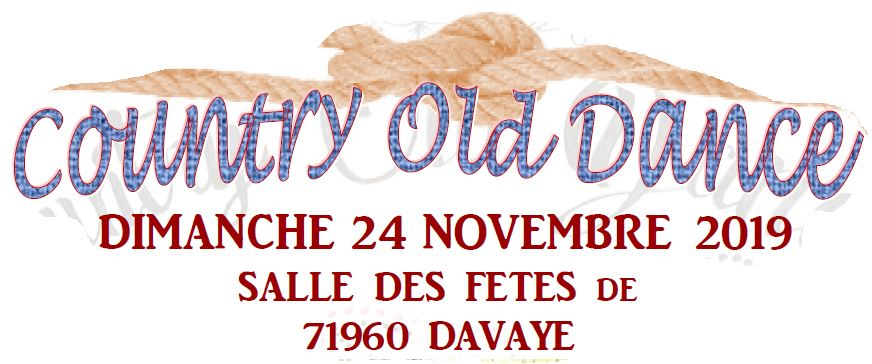 Country Old Dance
DIMANCHE 24 NOVEMBRE 2019
SALLE DES FETES DE
71960 DAVAYE